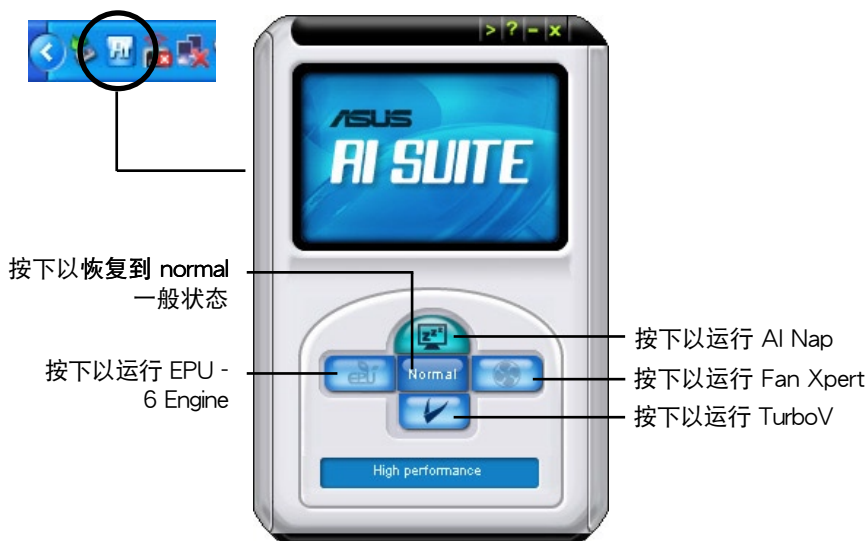 > ? - x
ASUS
AI SUITE
按下以恢复到 normal
一般状态
按下以运行 EPU -
6 Engine
zzz
Normal
按下以运行 AI Nap
按下以运行 Fan Xpert
按下以运行 TurboV
High performance